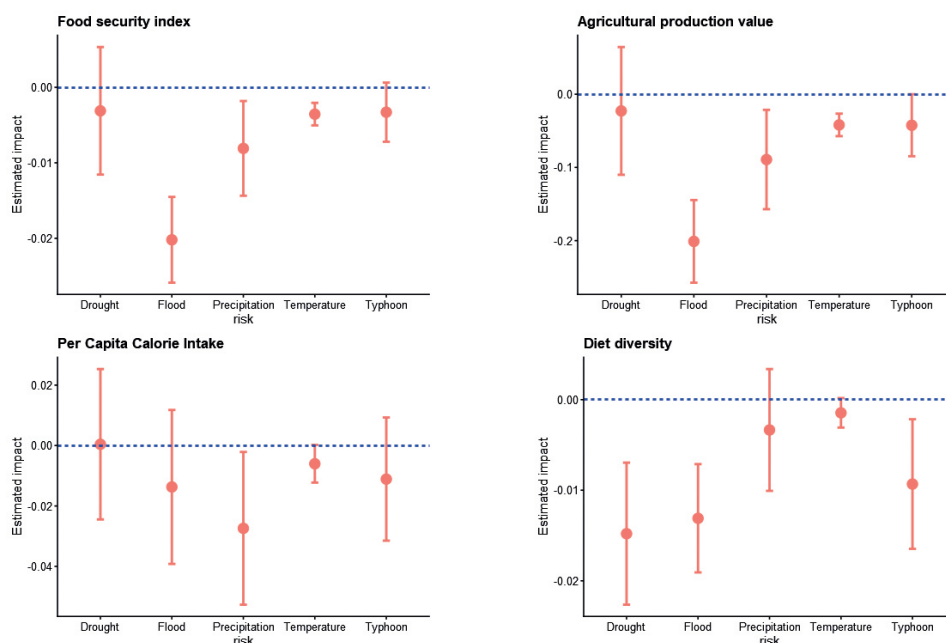 Food security index
Estimated impact
0.00
-0.01
-0.02
Drought Flood Precipitation Temperature Typhoon
risk
Agricultural production value
Estimated impact
0.0
-0.1
-0.2
Drought Flood Precipitation Temperature Typhoon
risk
Per Capita Calorie Intake
Estimated impact
0.02
0.00
-0.02
-0.04
Drought Flood Precipitation Temperature Typhoon
risk
Diet diversity
Estimated impact
0.00
-0.01
-0.02
Drought Flood Precipitation Temperature Typhoon
risk